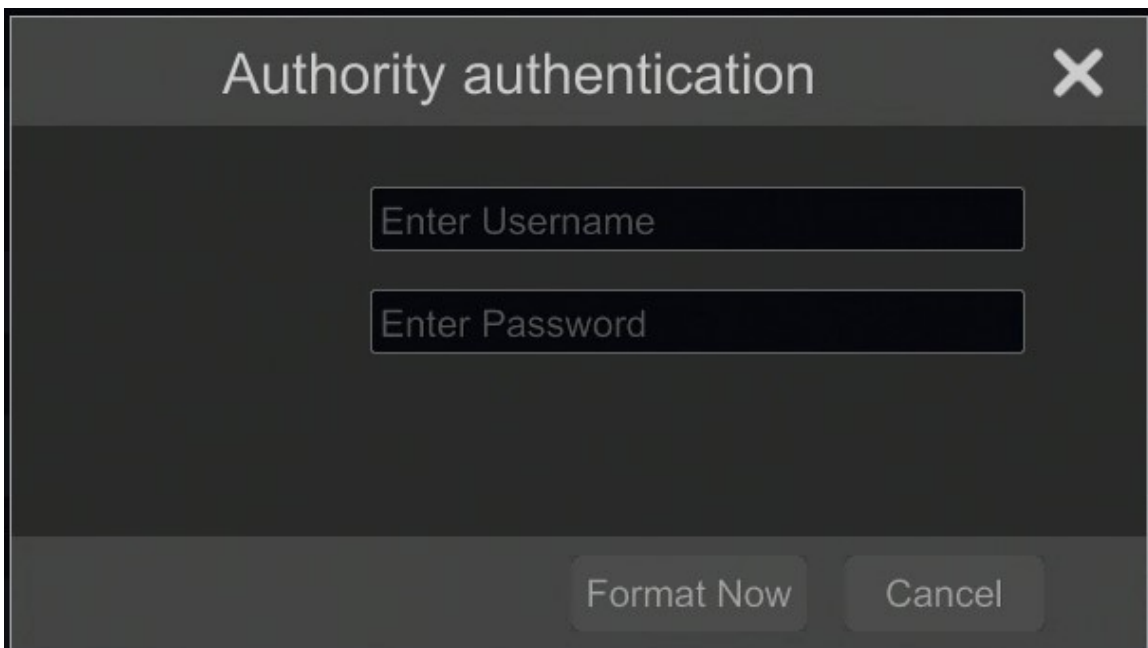 Authority authentication
Enter Username
Enter Password
Format Now Cancel